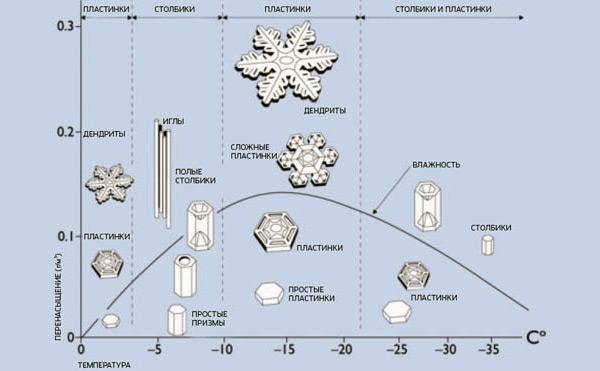 ПЛАСТИНКИ СТОЛБИКИ ПЛАСТИНКИ СТОЛБИКИ И ПЛАСТИНКИ
0.3
0.2
ИГЛЫ
ДЕНДРИТЫ
ДЕНДРИТЫ
СЛОЖНЫЕ
ПЛАСТИНКИ
ПОЛЫЕ
СТОЛБИКИ
ВЛАЖНОСТЬ
0.1
ПЛАСТИНКИ
ПЛАСТИНКИ
СТОЛБИКИ
ПРОСТЫЕ
ПЛАСТИНКИ
ПЛАСТИНКИ
ПРОСТЫЕ
ПРИЗМЫ
ПЕРЕНАСЫЩЕНИЕ
0
0 −5 −10 −15 −20 −25 −30 −35 C°
ТЕМПЕРАТУРА